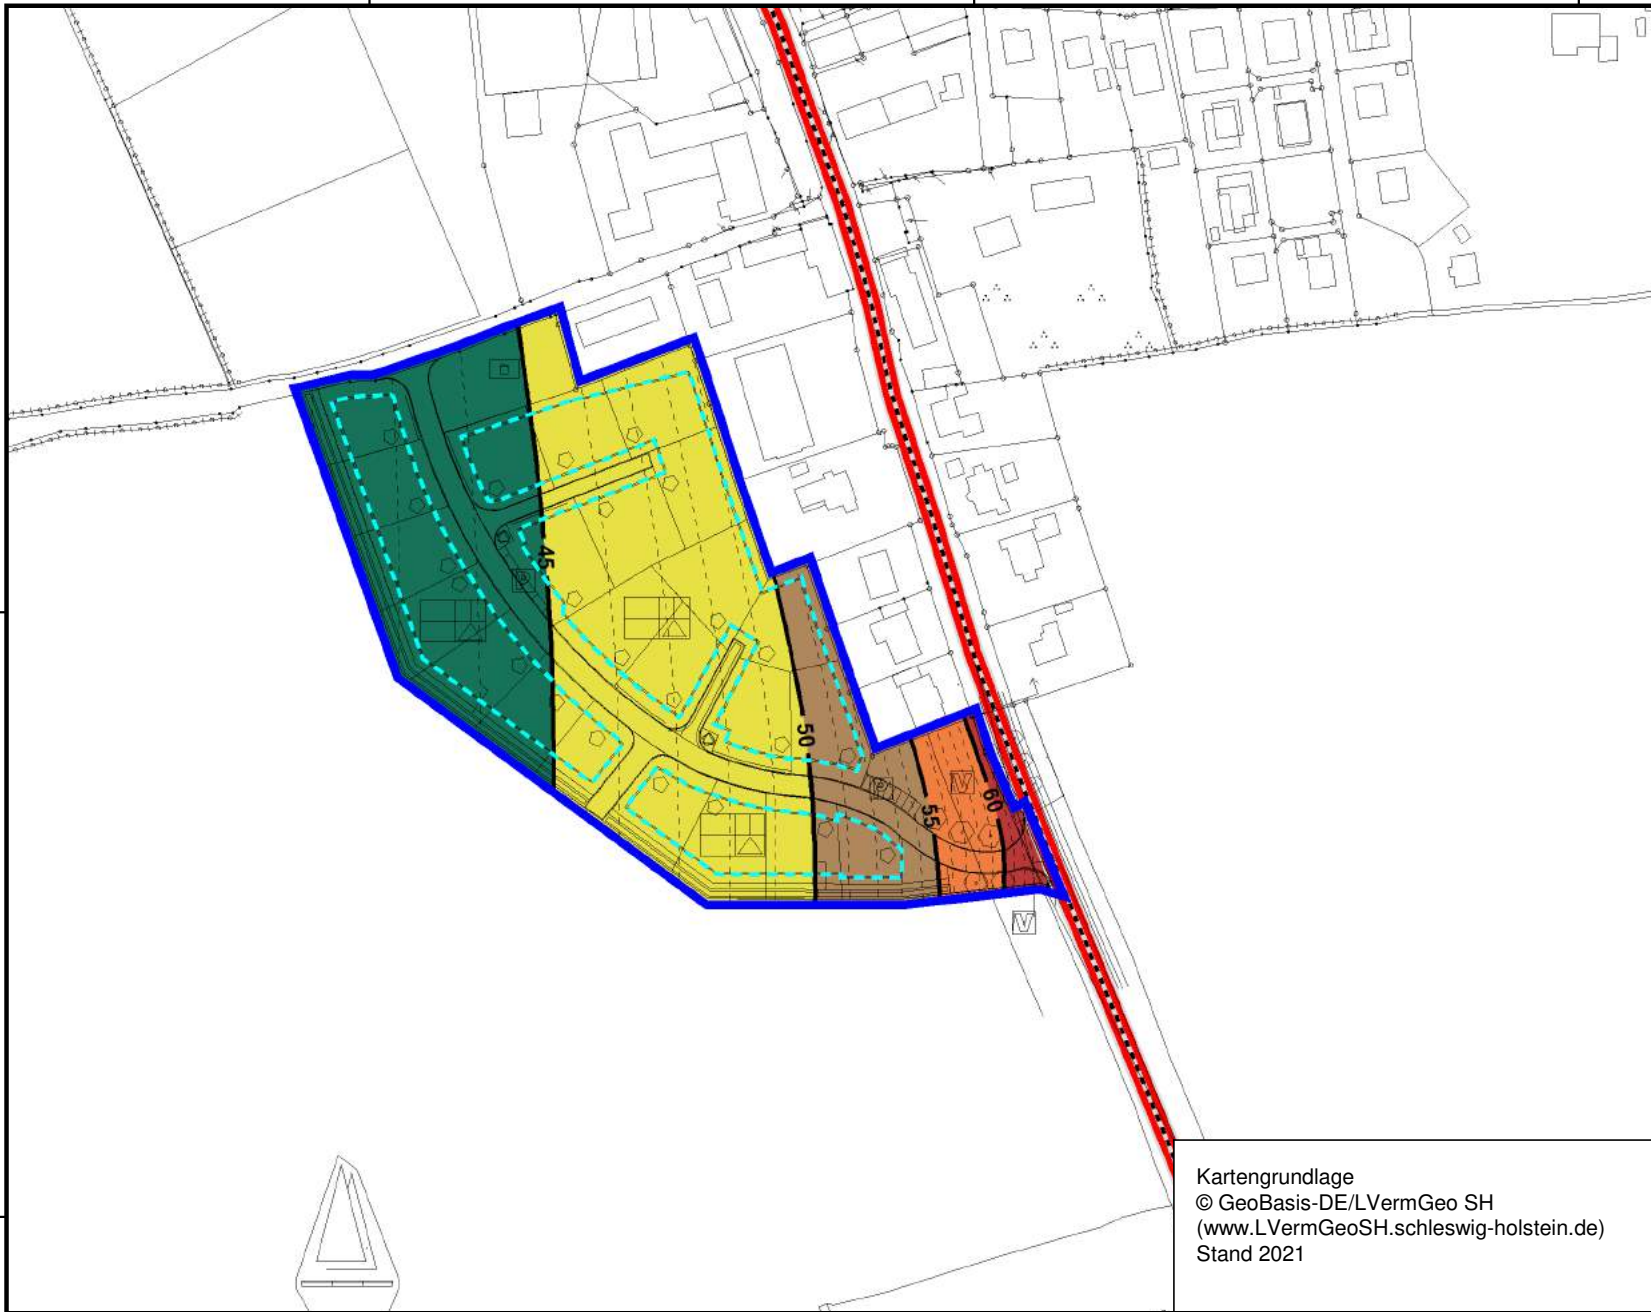 45
P
50
P
V
55
60
V
Kartengrundlage
© GeoBasis-DE/LVermGeo SH
(www.LVermGeoSH.schleswig-holstein.de)
Stand 2021